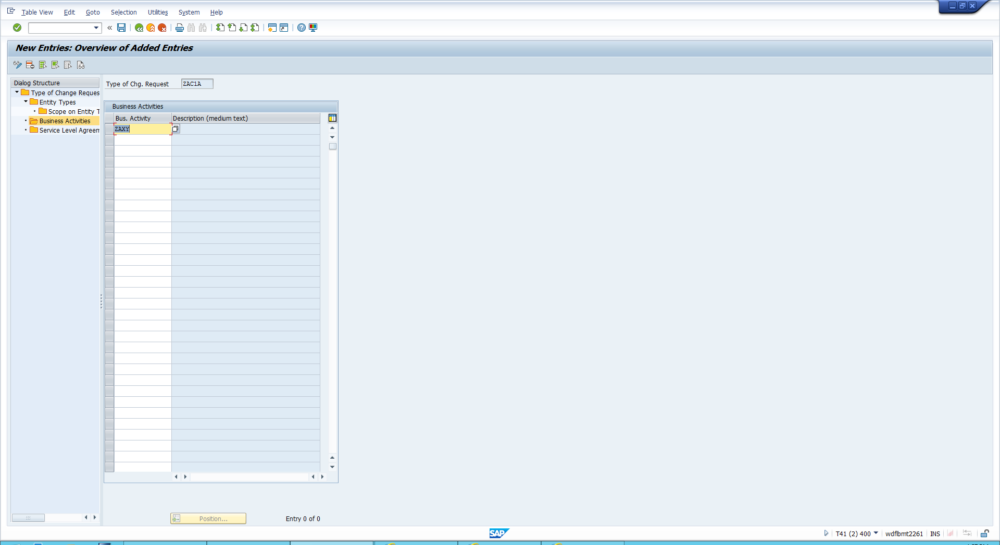 Table View Edit Goto Selection Utilities System Help
New Entries: Overview of Added Entries
Dialog Structure
Type of Change Reques
Entity Types
Scope on Entity T
Business Activities
Service Level Agreem
Type of Chg. Request ZAC1A
Business Activities
Bus. Activity Description (medium text)
ZAXY
Position... Entry 0 of 0
SAP
T41 (2) 400 wdflbmt2261 INS